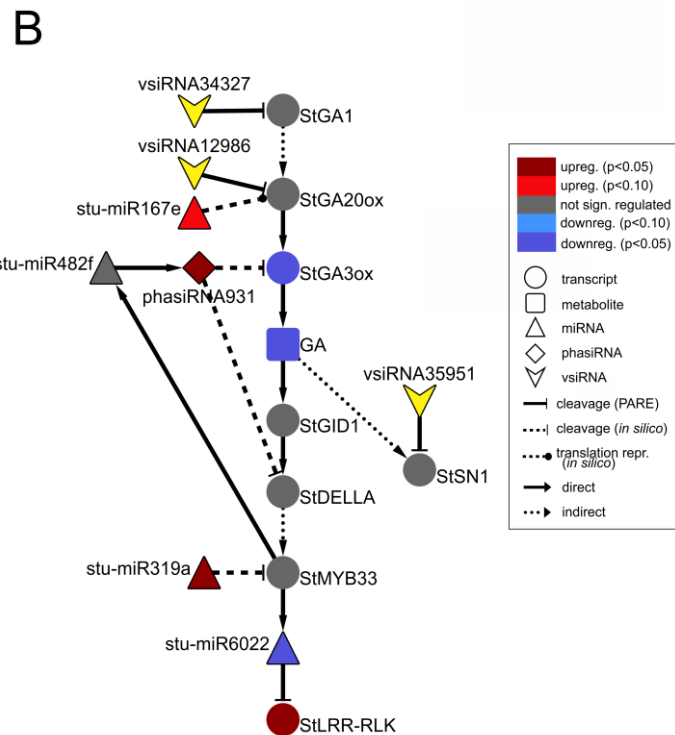 B
vsiRNA34327
StGA1
vsiRNA12986
StGA20ox
stu-miR167e
stu-miR482f
phasiRNA931
StGA3ox
GA
vsiRNA35951
StGID1
StSN1
StDELLA
stu-miR319a
StMYB33
stu-miR6022
StLRR-RLK
upreg. (p<0.05)
upreg. (p<0.10)
not sign. regulated
downreg. (p<0.10)
downreg. (p<0.05)
transcript
metabolite
miRNA
phasiRNA
vsiRNA
cleavage (PARE)
cleavage (in silico)
translation repr.
(in silico)
direct
indirect